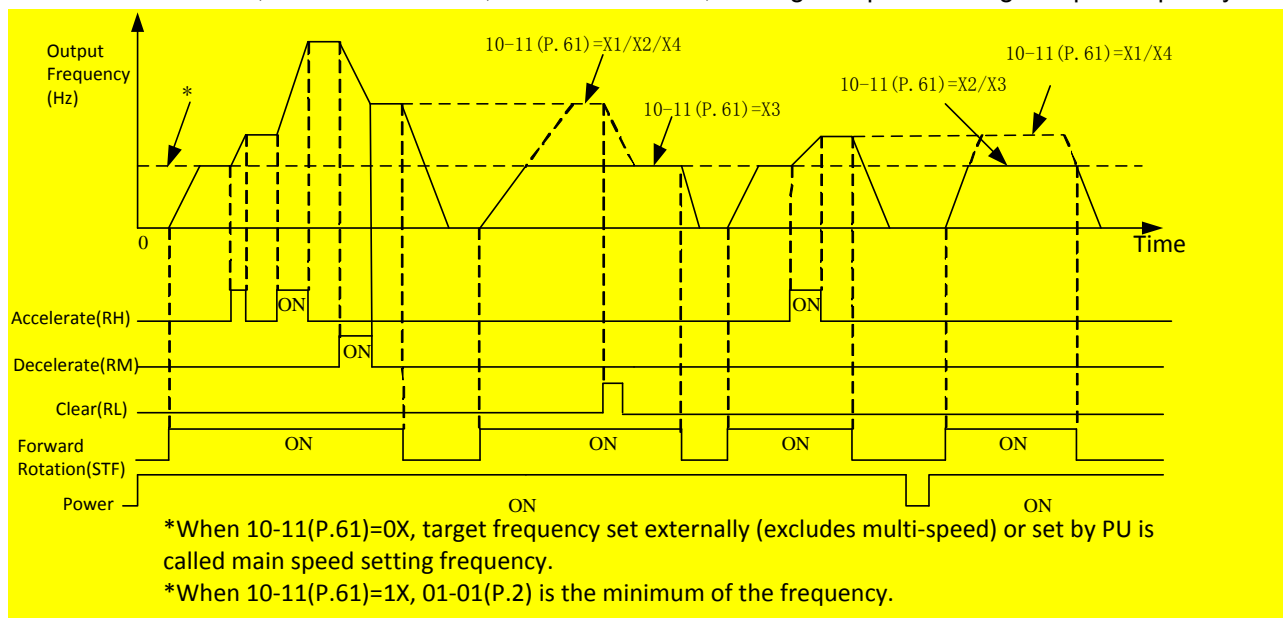 Output
Frequency
(Hz)
*
10-11(P.61)=X1/X2/X4
10-11(P.61)=X3
10-11(P.61)=X2/X3
10-11(P.61)=X1/X4
0
Time
Accelerate(RH)
ON
ON
Decelerate(RM)
ON
Clear(RL)
Forward
Rotation(STF)
ON
ON
ON
ON
Power
ON
ON
*When 10-11(P.61)=0X, target frequency set externally (excludes multi-speed) or set by PU is
called main speed setting frequency.
*When 10-11(P.61)=1X, 01-01(P.2) is the minimum of the frequency.